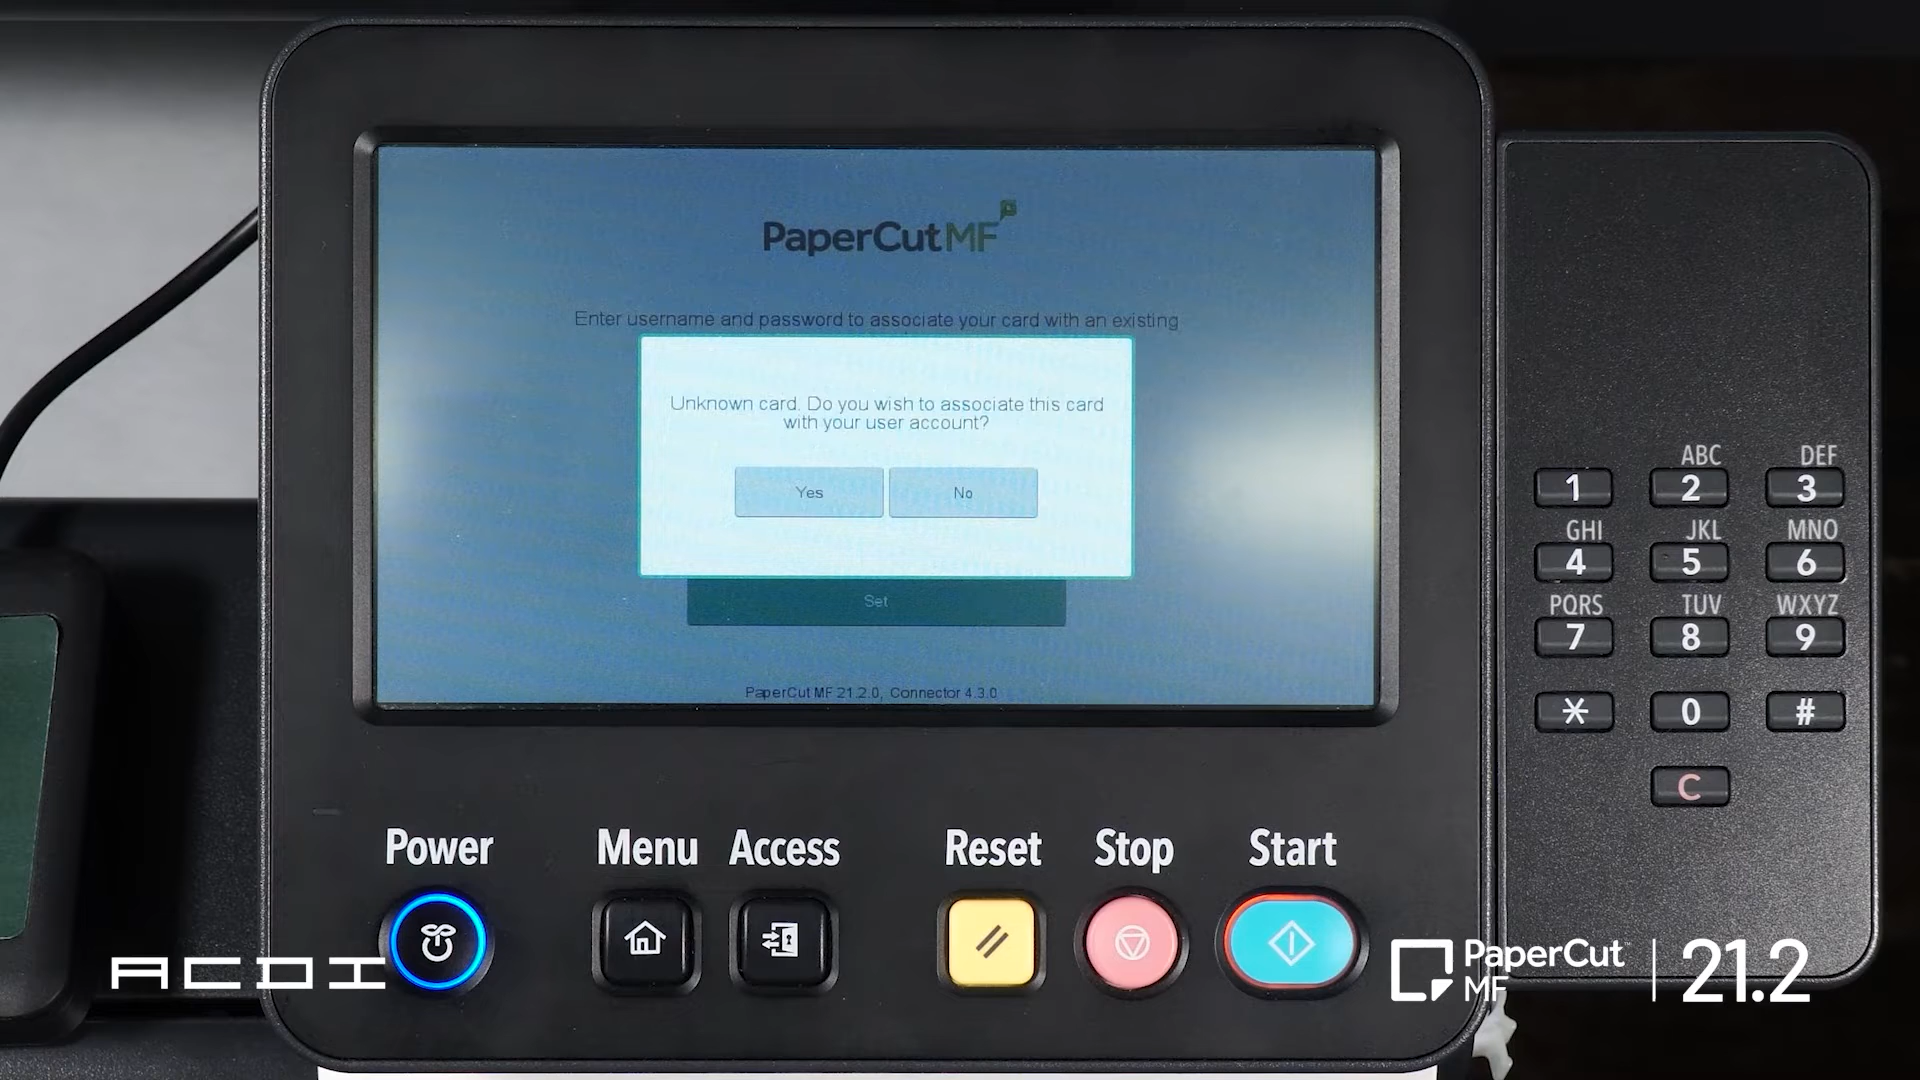 PaperCutMF
Enter username and password to associate your card with an existing
Unknown card. Do you wish to associate this card
with your user account?
Yes
No
Set
PaperCut MF 21.2.0, Connector 4.3.0
Power
Menu
Access
Reset
Stop
Start
ABC
DEF
1
2
3
GHI
JKL
MNO
4
5
6
PQRS
TUV
WXYZ
7
8
9
*
0
#
C
ACDI
PaperCut™
MF
21.2